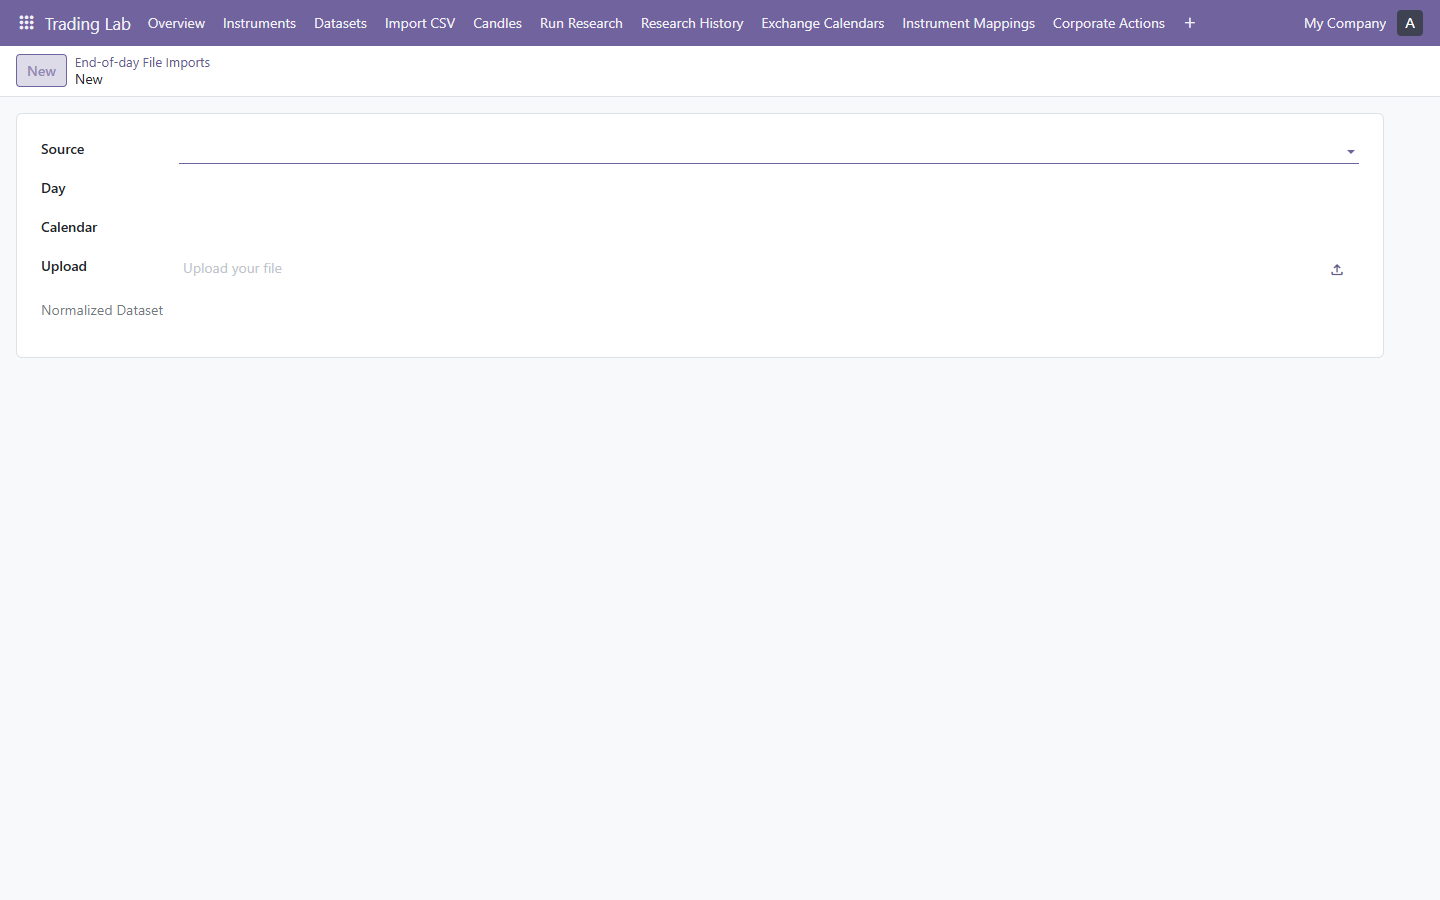 Trading Lab Overview Instruments Datasets Import CSV Candles Run Research Research History Exchange Calendars Instrument Mappings Corporate Actions + My Company A
New
End-of-day File Imports
New
Source
Day
Calendar
Upload Upload your file
Normalized Dataset